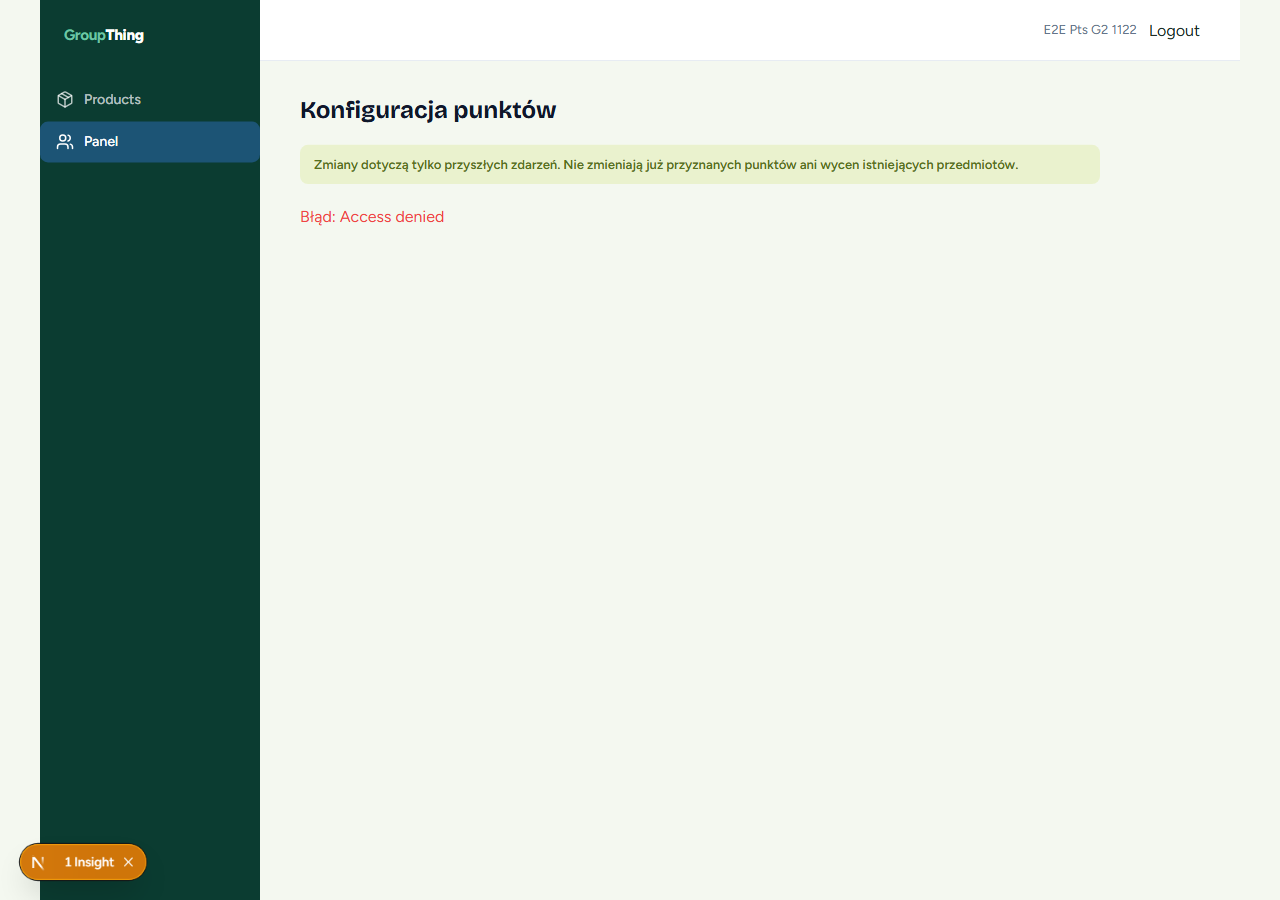 GroupThing
E2E Pts G2 1122
Logout
Products
Panel
Konfiguracja punktów
Zmiany dotyczą tylko przyszłych zdarzeń. Nie zmieniają już przyznanych punktów ani wycen istniejących przedmiotów.
Błąd: Access denied
1 Insight